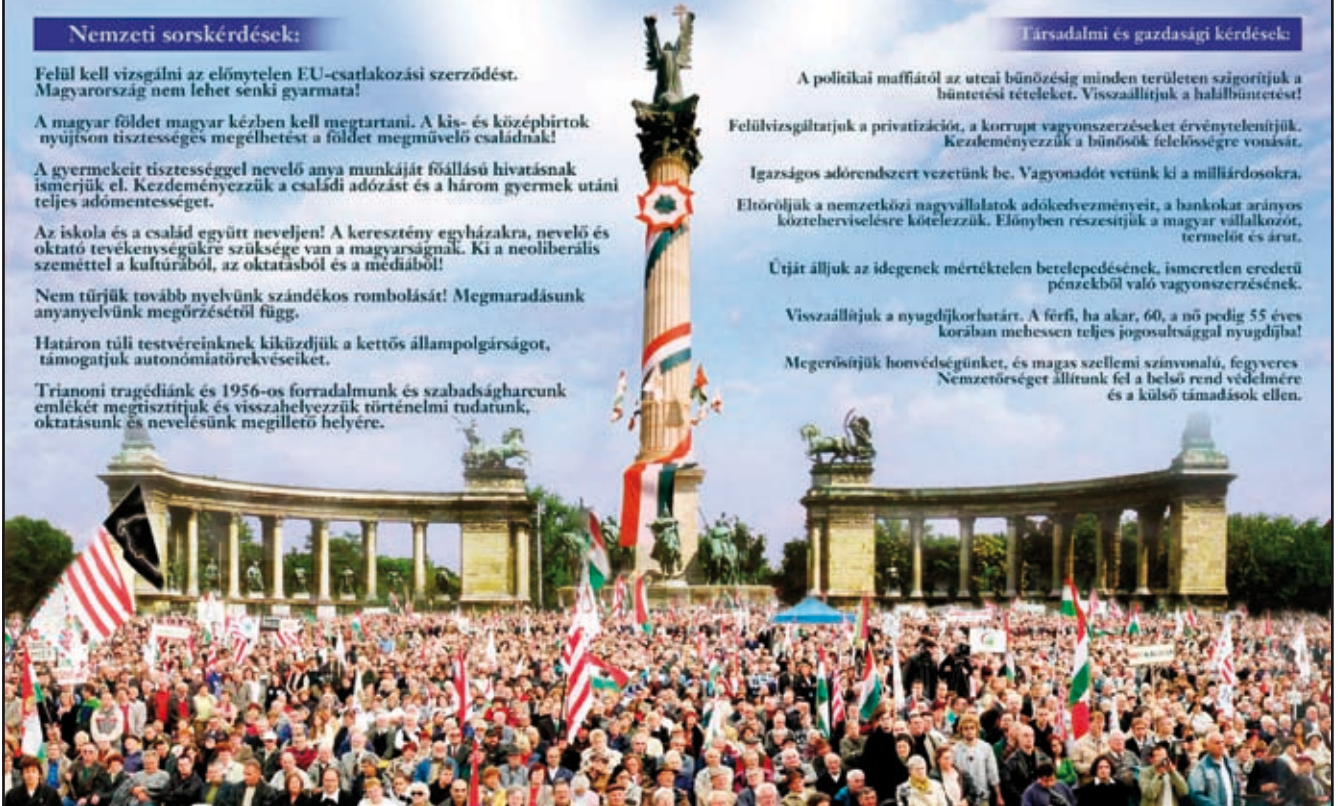 Nemzeti sorskérdések:
Felül kell vizsgálni az előnytelen EU-csatlakozási szerződést.
Magyarország nem lehet senki gyarmata!
A magyar földet magyar kézben kell megtartani. A kis- és középbirtok
nyújtson tisztességes megélhetést a földet megművelő családnak!
A gyermekeit tisztességgel nevelő anya munkáját főállású hivatásnak
ismerjük el. Kezdeményezzük a családi adózást és a három gyermek utáni
teljes adómentességet.
Az iskola és a család együtt neveljen! A keresztény egyházakra, nevelő és
oktató tevékenységükre szüksége van a magyarságnak. Ki a neoliberális
szeméttel a kultúrából, az oktatásból és a médiából!
Nem tűrjük tovább nyelvünk szándékos rombolását! Megmaradásunk
anyanyelvünk megőrzésétől függ.
Határon túli testvéreinknek kiküzdjük a kettős állampolgárságot,
támogatjuk autonómiatörekvéseiket.
Trianoni tragédiánk és 1956-os forradalmunk és szabadságharcunk
emlékét megtisztítjuk és visszahelyezzük történelmi tudatunk,
oktatásunk és nevelésünk megillető helyére.
Társadalmi és gazdasági kérdések:
A politikai maffiától az utcai bűnözésig minden területen szigorítjuk a
büntetési tételeket. Visszaállítjuk a halálbüntetést!
Felülvizsgáltatjuk a privatizációt, a korrupt vagyonszerzéseket érvénytelenítjük.
Kezdeményezzük a bűnösök felelősségre vonását.
Igazságos adórendszert vezetünk be. Vagyonadót vetünk ki a milliárdosokra.
Eltöröljük a nemzetközi nagyvállalatok adókedvezményeit, a bankokat arányos
közteherviselésre kötelezzük. Előnyben részesítjük a magyar vállalkozót,
termelőt és árut.
Útját álljuk az idegenek mértéktelen betelepedésének, ismeretlen eredetű
pénzekből való vagyonszerzésének.
Visszaállítjuk a nyugdíjkorhatárt. A férfi, ha akar, 60, a nő pedig 55 éves
korában mehessen teljes jogosultsággal nyugdíjba!
Megerősítjük honvédségünket, és magas szellemi színvonalú, fegyveres
Nemzetőrséget állítunk fel a belső rend védelmére
és a külső támadások ellen.